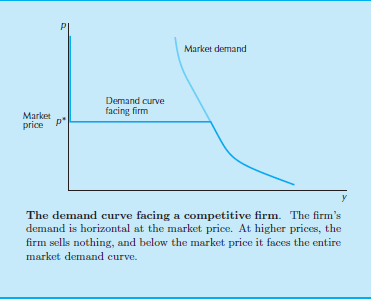 p
Market demand
Demand curve
facing firm
Market
price p*
y
The demand curve facing a competitive firm. The firm's
demand is horizontal at the market price. At higher prices, the
firm sells nothing, and below the market price it faces the entire
market demand curve.